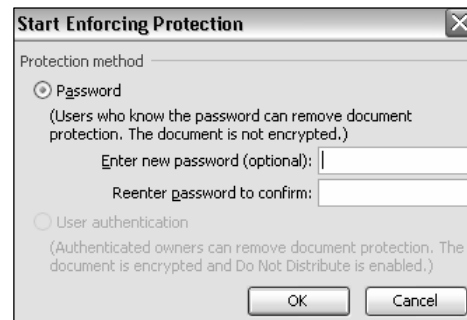 Start Enforcing Protection
Protection method
Password
(Users who know the password can remove document
protection. The document is not encrypted.)
Enter new password (optional):
Reenter password to confirm:
User authentication
(Authenticated owners can remove document protection. The
document is encrypted and Do Not Distribute is enabled.)
OK
Cancel